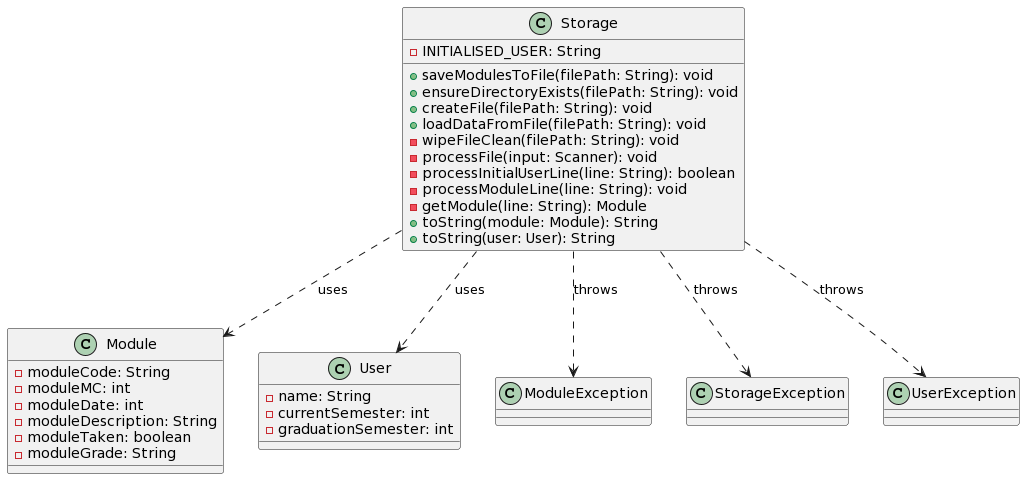 C Storage
INITIALISED_USER: String
saveModulesToFile(filePath: String): void
ensureDirectoryExists(filePath: String): void
createFile(filePath: String): void
loadDataFromFile(filePath: String): void
wipeFileClean(filePath: String): void
processFile(input: Scanner): void
processInitialUserLine(line: String): boolean
processModuleLine(line: String): void
getModule(line: String): Module
toString(module: Module): String
toString(user: User): String
uses
uses
throws
throws
throws
C Module
moduleCode: String
moduleMC: int
moduleDate: int
moduleDescription: String
moduleTaken: boolean
moduleGrade: String
C User
name: String
currentSemester: int
graduationSemester: int
C ModuleException
C StorageException
C UserException